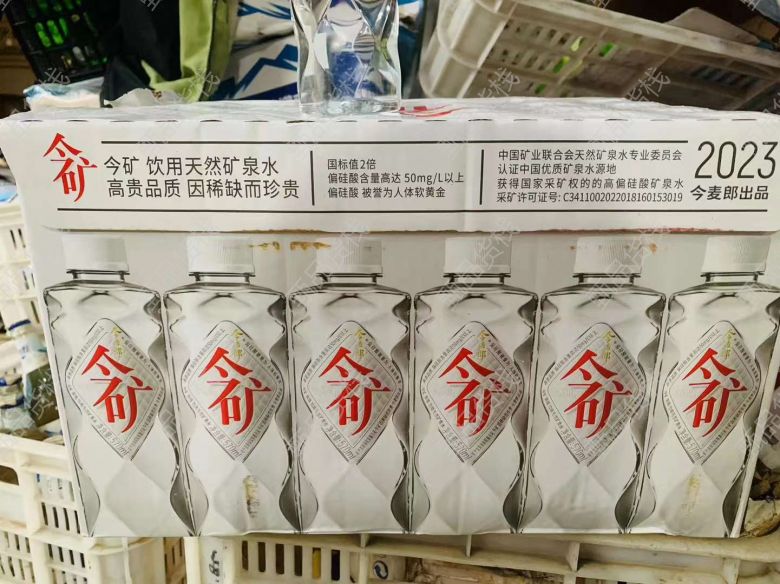 今矿
今矿 饮用天然矿泉水
高贵品质 因稀缺而珍贵
国标值2倍
偏硅酸含量高达 50mg/L以上
偏硅酸 被誉为人体软黄金
中国矿业联合会天然矿泉水专业委员会
认证中国优质矿泉水源地
获得国家采矿权的的高偏硅酸矿泉水
采矿许可证号: C3411002022018160153019
2023
今麦郎出品
今矿
今矿
今矿
今矿
今矿
今矿